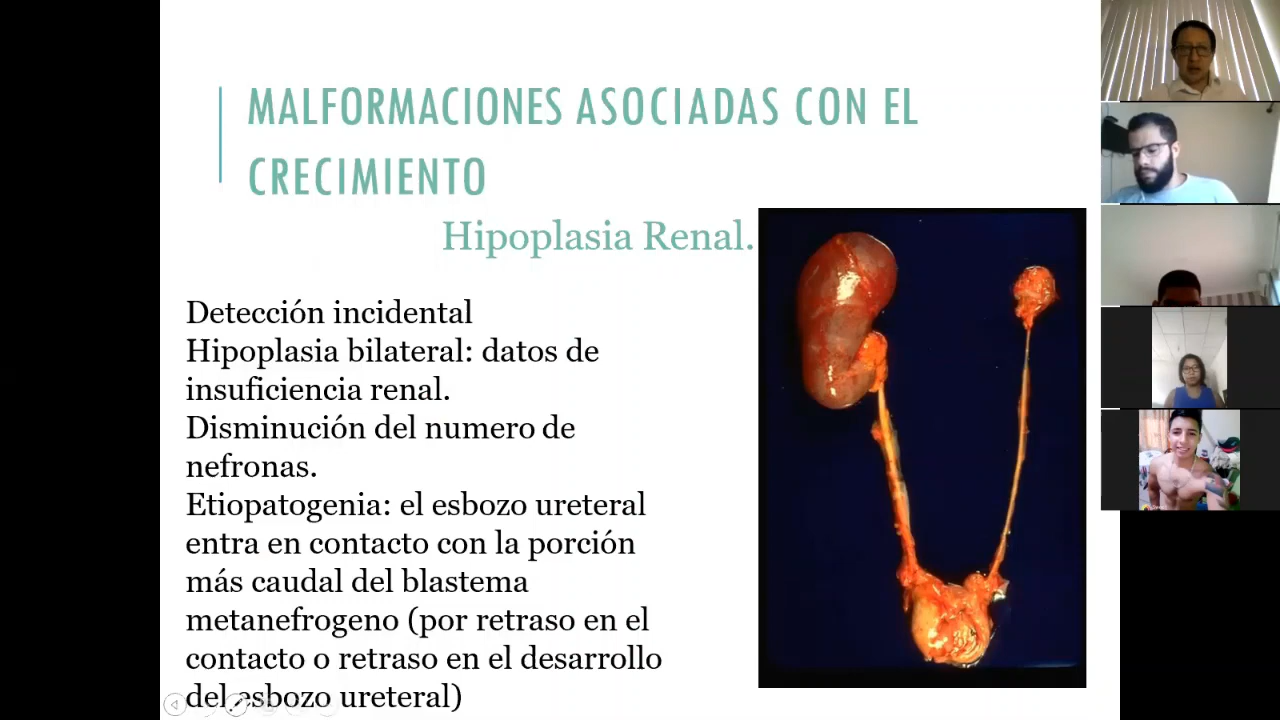 MALFORMACIONES ASOCIADAS CON EL
CRECIMIENTO
Hipoplasia Renal.
Detección incidental
Hipoplasia bilateral: datos de
insuficiencia renal.
Disminución del numero de
nefronas.
Etiopatogenia: el esbozo ureteral
entra en contacto con la porción
más caudal del blastema
metanefrogeno (por retraso en el
contacto o retraso en el desarrollo
del esbozo ureteral)